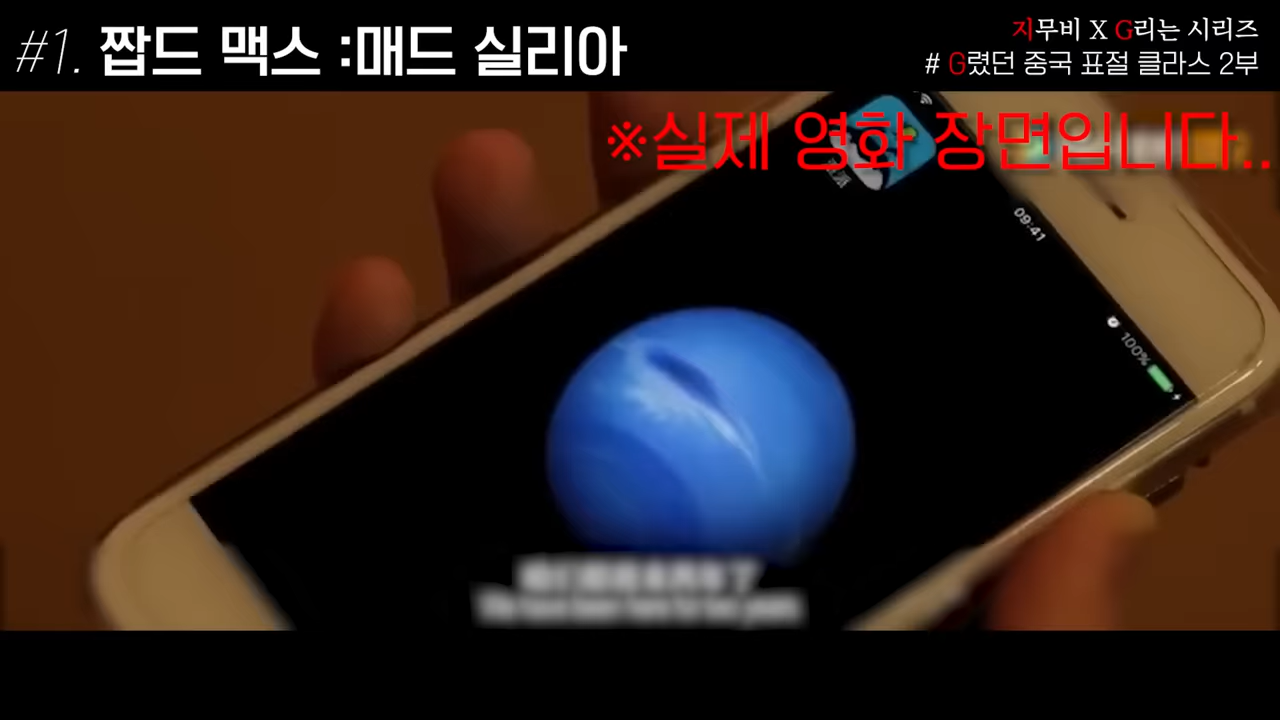 #1. 짭드 맥스 :매드 실리아
지무비 X G리는 시리즈
# G렸던 중국 표절 클라스 2부
※실제 영화 장면입니다..
09:41
100%